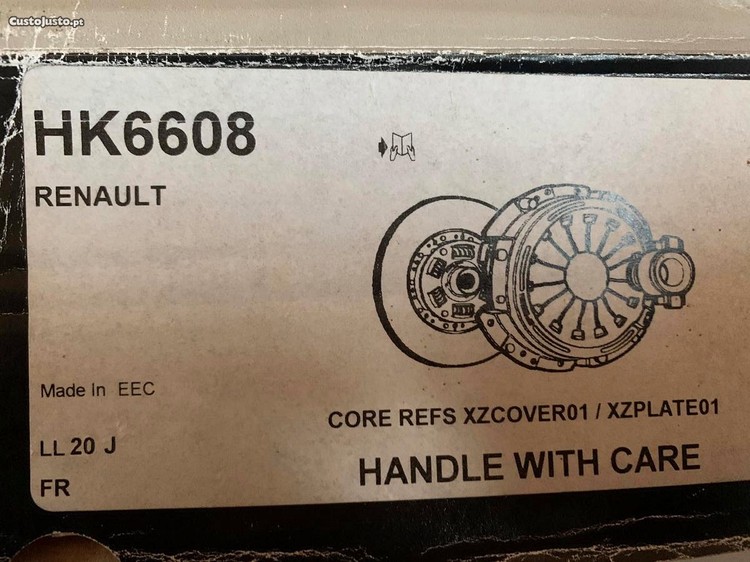 CustoJusto.pt
HK6608
RENAULT
Made In EEC
CORE REFS XZCOVER01 / XZPLATE01
LL 20 J
HANDLE WITH CARE
FR